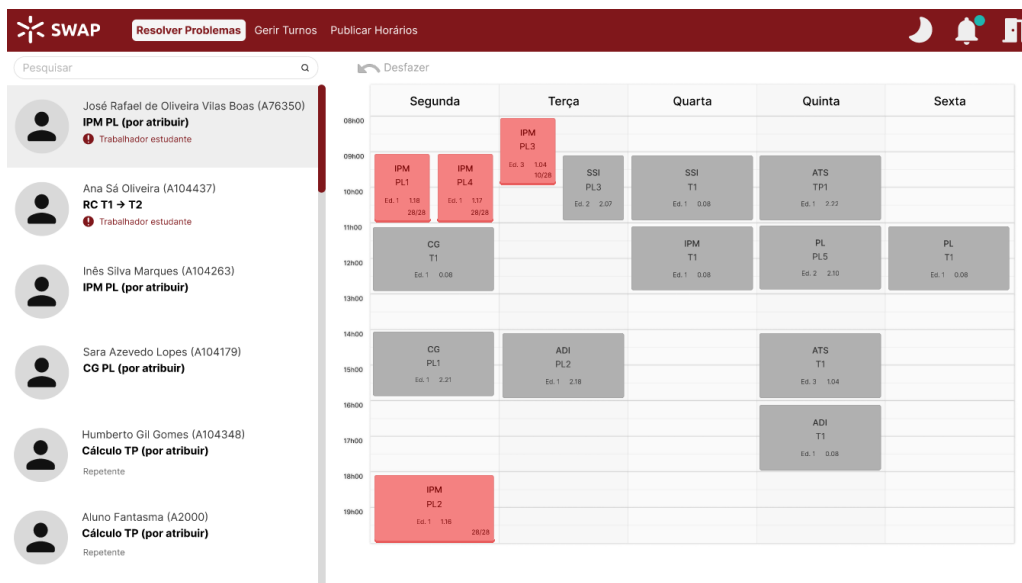 SWAP
Resolver Problemas Gerir Turnos Publicar Horários
Pesquisar
Desfazer
José Rafael de Oliveira Vilas Boas (A76350)
IPM PL (por atribuir)
Trabalhador estudante
Ana Sá Oliveira (A104437)
RC T1 → T2
Trabalhador estudante
Inês Silva Marques (A104263)
IPM PL (por atribuir)
Sara Azevedo Lopes (A104179)
CG PL (por atribuir)
Humberto Gil Gomes (A104348)
Cálculo TP (por atribuir)
Repetente
Aluno Fantasma (A2000)
Cálculo TP (por atribuir)
Repetente
Segunda Terça Quarta Quinta Sexta
08h00
09h00
10h00
11h00
12h00
13h00
14h00
15h00
16h00
17h00
18h00
19h00
IPM
PL1
Ed. 1 1.18
28/28
IPM
PL4
Ed. 1 1.17
28/28
CG
T1
Ed. 1 0.08
CG
PL1
Ed. 1 2.21
IPM
PL2
Ed. 1 1.16
28/28
IPM
PL3
Ed. 3 1.04
10/28
SSI
PL3
Ed. 2 2.07
ADI
PL2
Ed. 1 2.18
SSI
T1
Ed. 1 0.08
IPM
T1
Ed. 1 0.08
ATS
TP1
Ed. 1 2.22
PL
PL5
Ed. 2 2.10
ATS
T1
Ed. 3 1.04
ADI
T1
Ed. 1 0.08
PL
T1
Ed. 1 0.08